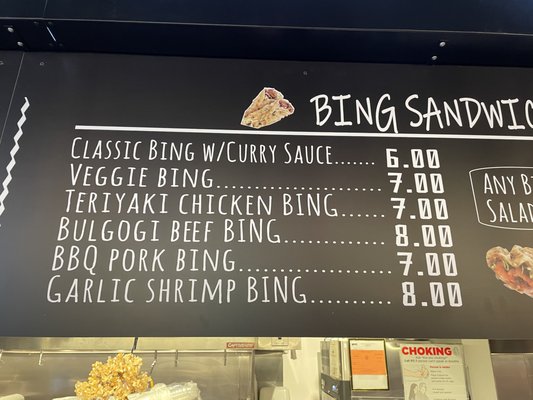 BING SANDWIC
CLASSIC BING W/CURRY SAUCE....... 6.00
VEGGIE BING......................... 7.00
TERIYAKI CHICKEN BING...... 7.00
BULGOGI BEEF BING............... 8.00
BBQ PORK BING....................... 7.00
GARLIC SHRIMP BING............ 8.00
ANY B
SALAD
CHOKING